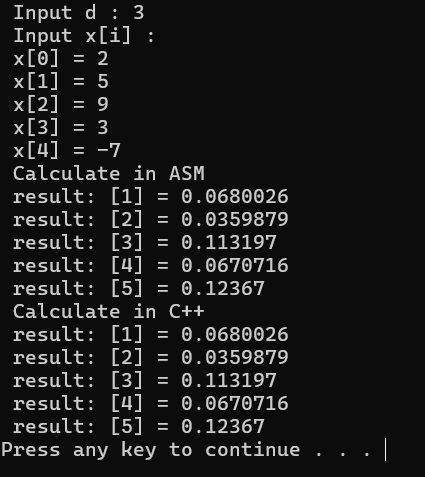 Input d : 3
Input x[i] :
x[0] = 2
x[1] = 5
x[2] = 9
x[3] = 3
x[4] = -7
Calculate in ASM
result: [1] = 0.0680026
result: [2] = 0.0359879
result: [3] = 0.113197
result: [4] = 0.0670716
result: [5] = 0.12367
Calculate in C++
result: [1] = 0.0680026
result: [2] = 0.0359879
result: [3] = 0.113197
result: [4] = 0.0670716
result: [5] = 0.12367
Press any key to continue . . .